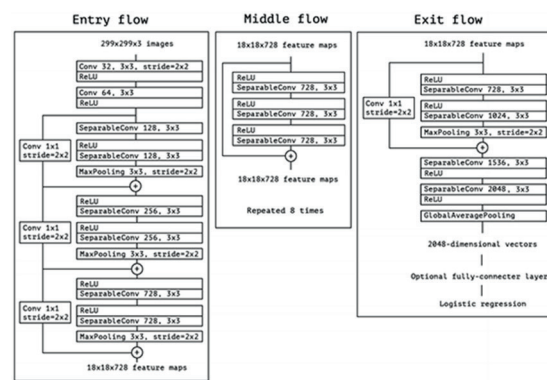 Entry flow
299x299x3 images
Conv 32, 3x3, stride=2x2
ReLU
Conv 64, 3x3
ReLU
SeparableConv 128, 3x3
Conv 1x1
stride=2x2
ReLU
SeparableConv 128, 3x3
MaxPooling 3x3, stride=2x2
+
ReLU
SeparableConv 256, 3x3
Conv 1x1
stride=2x2
ReLU
SeparableConv 256, 3x3
MaxPooling 3x3, stride=2x2
+
ReLU
SeparableConv 728, 3x3
Conv 1x1
stride=2x2
ReLU
SeparableConv 728, 3x3
MaxPooling 3x3, stride=2x2
+
18x18x728 feature maps
Middle flow
18x18x728 feature maps
ReLU
SeparableConv 728, 3x3
ReLU
SeparableConv 728, 3x3
ReLU
SeparableConv 728, 3x3
+
18x18x728 feature maps
Repeated 8 times
Exit flow
18x18x728 feature maps
ReLU
SeparableConv 728, 3x3
Conv 1x1
stride=2x2
ReLU
SeparableConv 1024, 3x3
MaxPooling 3x3, stride=2x2
+
SeparableConv 1536, 3x3
ReLU
SeparableConv 2048, 3x3
ReLU
GlobalAveragePooling
2048-dimensional vectors
Optional fully-connecter layer
Logistic regression